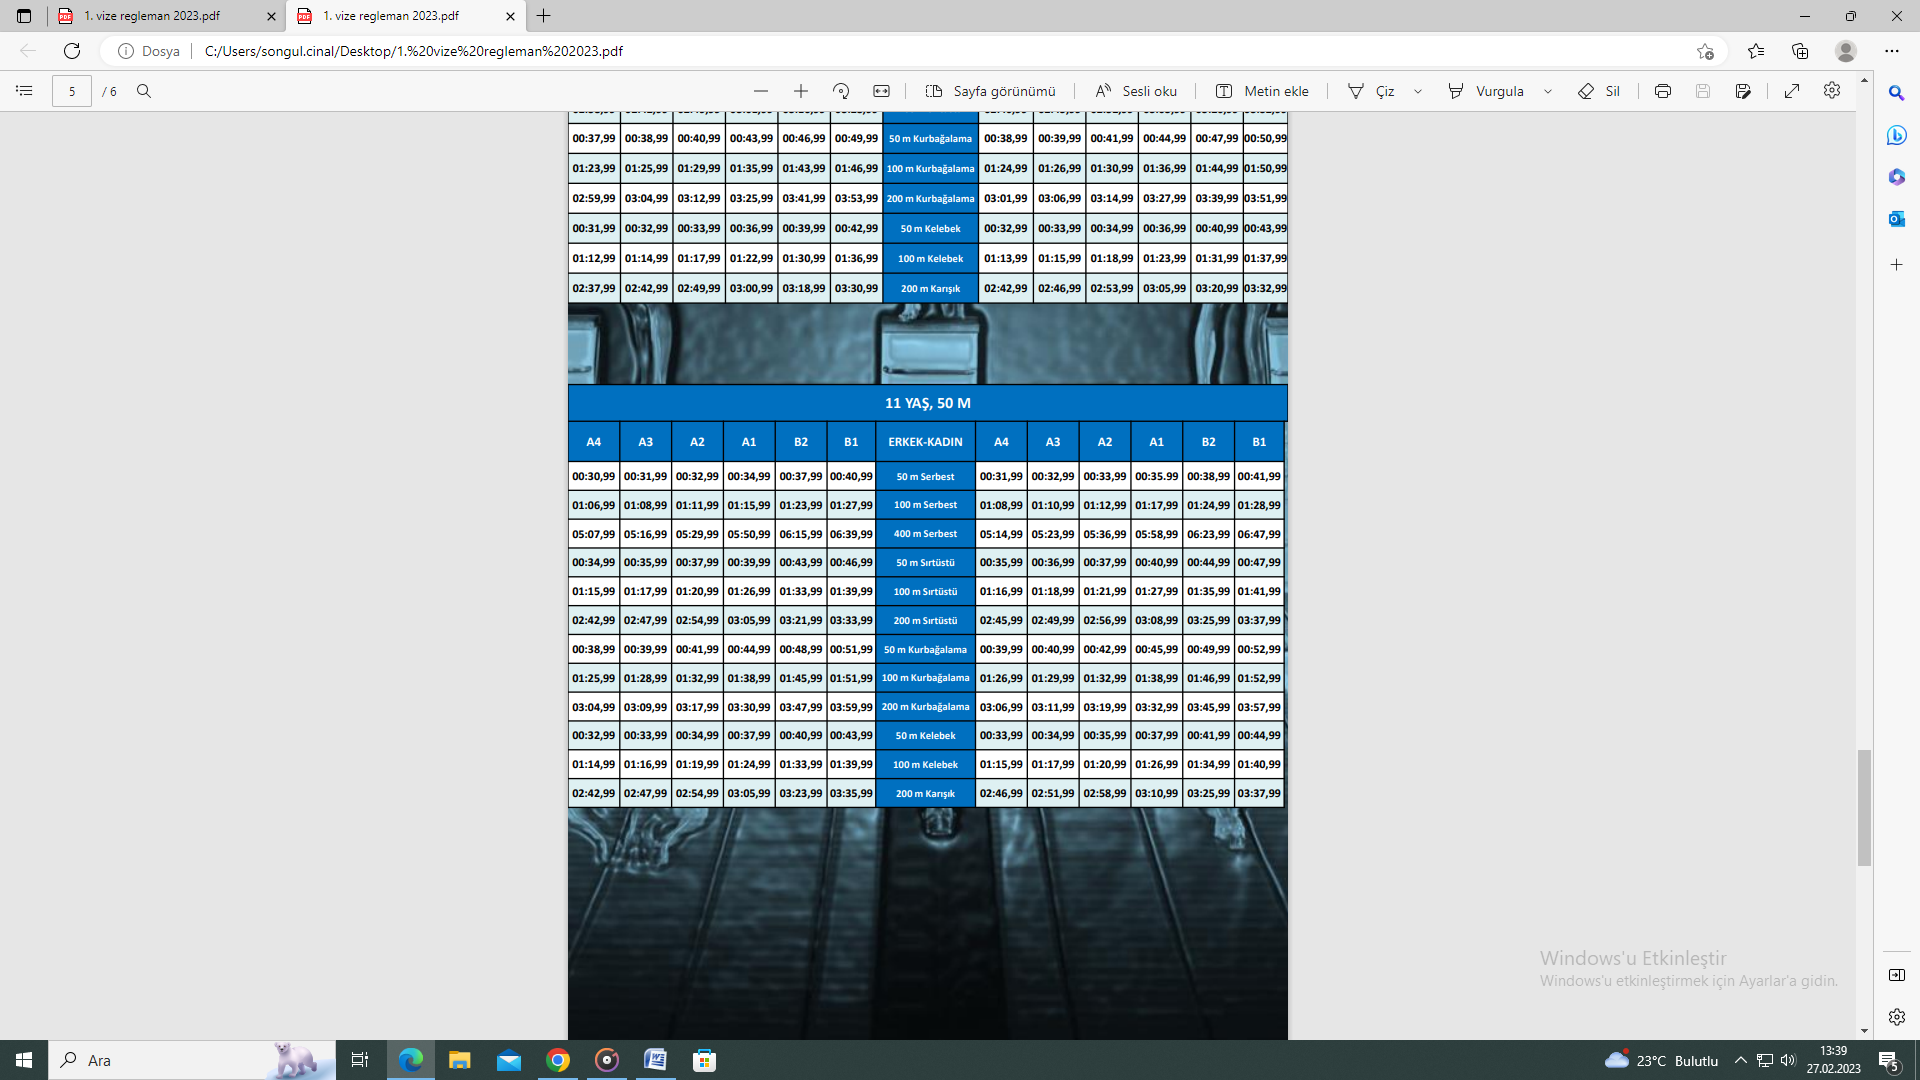 1. vize regleman 2023.pdf
1. vize regleman 2023.pdf
Dosya C:/Users/songul.cinal/Desktop/1.%20vize%20regleman%202023.pdf
5 / 6 Sayfa görünümü Sesli oku Metin ekle Çiz Vurgula Sil
00:37,99 00:38,99 00:40,99 00:43,99 00:46,99 00:49,99 50 m Kurbağalama 00:38,99 00:39,99 00:41,99 00:44,99 00:47,99 00:50,99
01:23,99 01:25,99 01:29,99 01:35,99 01:43,99 01:46,99 100 m Kurbağalama 01:24,99 01:26,99 01:30,99 01:36,99 01:44,99 01:50,99
02:59,99 03:04,99 03:12,99 03:25,99 03:41,99 03:53,99 200 m Kurbağalama 03:01,99 03:06,99 03:14,99 03:27,99 03:39,99 03:51,99
00:31,99 00:32,99 00:33,99 00:36,99 00:39,99 00:42,99 50 m Kelebek 00:32,99 00:33,99 00:34,99 00:36,99 00:40,99 00:43,99
01:12,99 01:14,99 01:17,99 01:22,99 01:30,99 01:36,99 100 m Kelebek 01:13,99 01:15,99 01:18,99 01:23,99 01:31,99 01:37,99
02:37,99 02:42,99 02:49,99 03:00,99 03:18,99 03:30,99 200 m Karışık 02:42,99 02:46,99 02:53,99 03:05,99 03:20,99 03:32,99
11 YAŞ, 50 M
A4 A3 A2 A1 B2 B1 ERKEK-KADIN A4 A3 A2 A1 B2 B1
00:30,99 00:31,99 00:32,99 00:34,99 00:37,99 00:40,99 50 m Serbest 00:31,99 00:32,99 00:33,99 00:35.99 00:38,99 00:41,99
01:06,99 01:08,99 01:11,99 01:15,99 01:23,99 01:27,99 100 m Serbest 01:08,99 01:10,99 01:12,99 01:17,99 01:24,99 01:28,99
05:07,99 05:16,99 05:29,99 05:50,99 06:15,99 06:39,99 400 m Serbest 05:14,99 05:23,99 05:36,99 05:58,99 06:23,99 06:47,99
00:34,99 00:35,99 00:37,99 00:39,99 00:43,99 00:46,99 50 m Sırtüstü 00:35,99 00:36,99 00:37,99 00:40,99 00:44,99 00:47,99
01:15,99 01:17,99 01:20,99 01:26,99 01:33,99 01:39,99 100 m Sırtüstü 01:16,99 01:18,99 01:21,99 01:27,99 01:35,99 01:41,99
02:42,99 02:47,99 02:54,99 03:05,99 03:21,99 03:33,99 200 m Sırtüstü 02:45,99 02:49,99 02:56,99 03:08,99 03:25,99 03:37,99
00:38,99 00:39,99 00:41,99 00:44,99 00:48,99 00:51,99 50 m Kurbağalama 00:39,99 00:40,99 00:42,99 00:45,99 00:49,99 00:52,99
01:25,99 01:28,99 01:32,99 01:38,99 01:45,99 01:51,99 100 m Kurbağalama 01:26,99 01:29,99 01:32,99 01:38,99 01:46,99 01:52,99
03:04,99 03:09,99 03:17,99 03:30,99 03:47,99 03:59,99 200 m Kurbağalama 03:06,99 03:11,99 03:19,99 03:32,99 03:45,99 03:57,99
00:32,99 00:33,99 00:34,99 00:37,99 00:40,99 00:43,99 50 m Kelebek 00:33,99 00:34,99 00:35,99 00:37,99 00:41,99 00:44,99
01:14,99 01:16,99 01:19,99 01:24,99 01:33,99 01:39,99 100 m Kelebek 01:15,99 01:17,99 01:20,99 01:26,99 01:34,99 01:40,99
02:42,99 02:47,99 02:54,99 03:05,99 03:23,99 03:35,99 200 m Karışık 02:46,99 02:51,99 02:58,99 03:10,99 03:25,99 03:37,99
Windows'u Etkinleştir
Windows'u etkinleştirmek için Ayarlar'a gidin.
Ara
23°C Bulutlu
13:39
27.02.2023
5